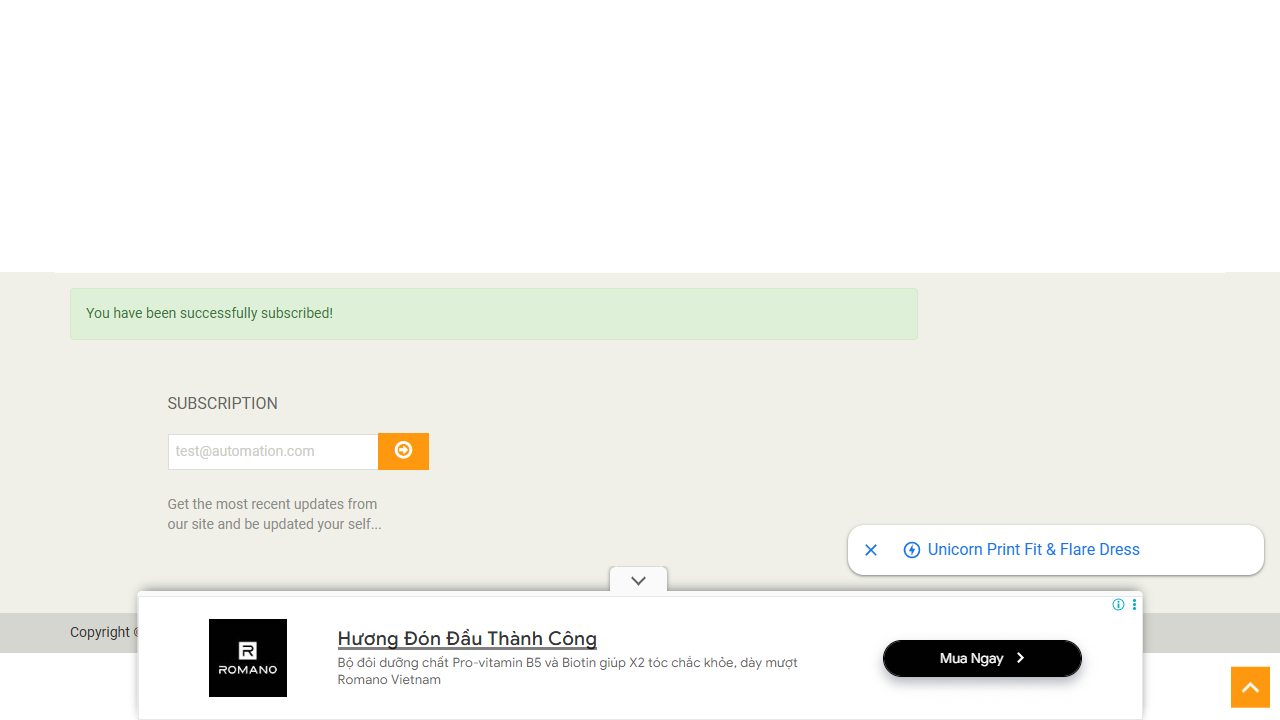 You have been successfully subscribed!
SUBSCRIPTION
test@automation.com
Get the most recent updates from
our site and be updated your self...
Unicorn Print Fit & Flare Dress
Copyright
Hương Đón Đầu Thành Công
Bộ đôi dưỡng chất Pro-vitamin B5 và Biotin giúp X2 tóc chắc khỏe, dày mượt
Romano Vietnam
R
ROMANO
Mua Ngay